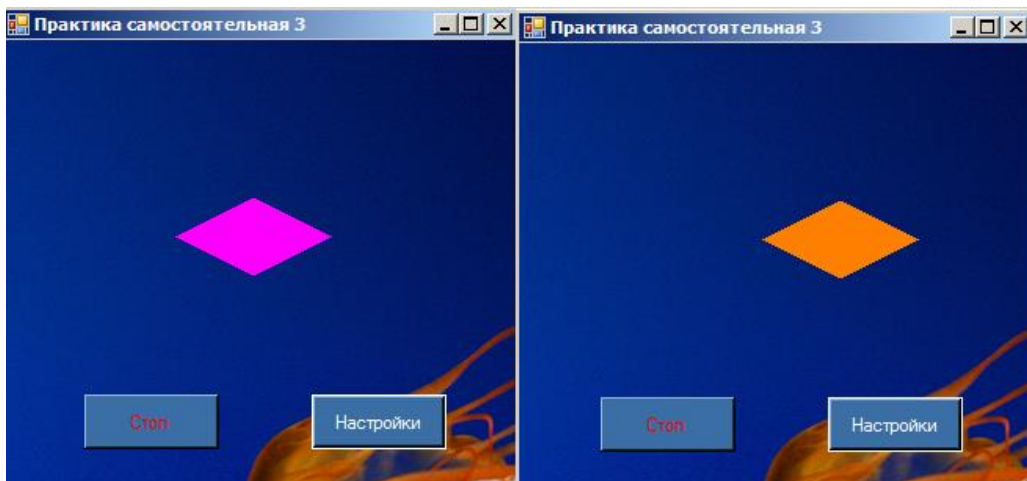 Практика самостоятельная 3
Стоп
Настройки
Практика самостоятельная 3
Стоп
Настройки